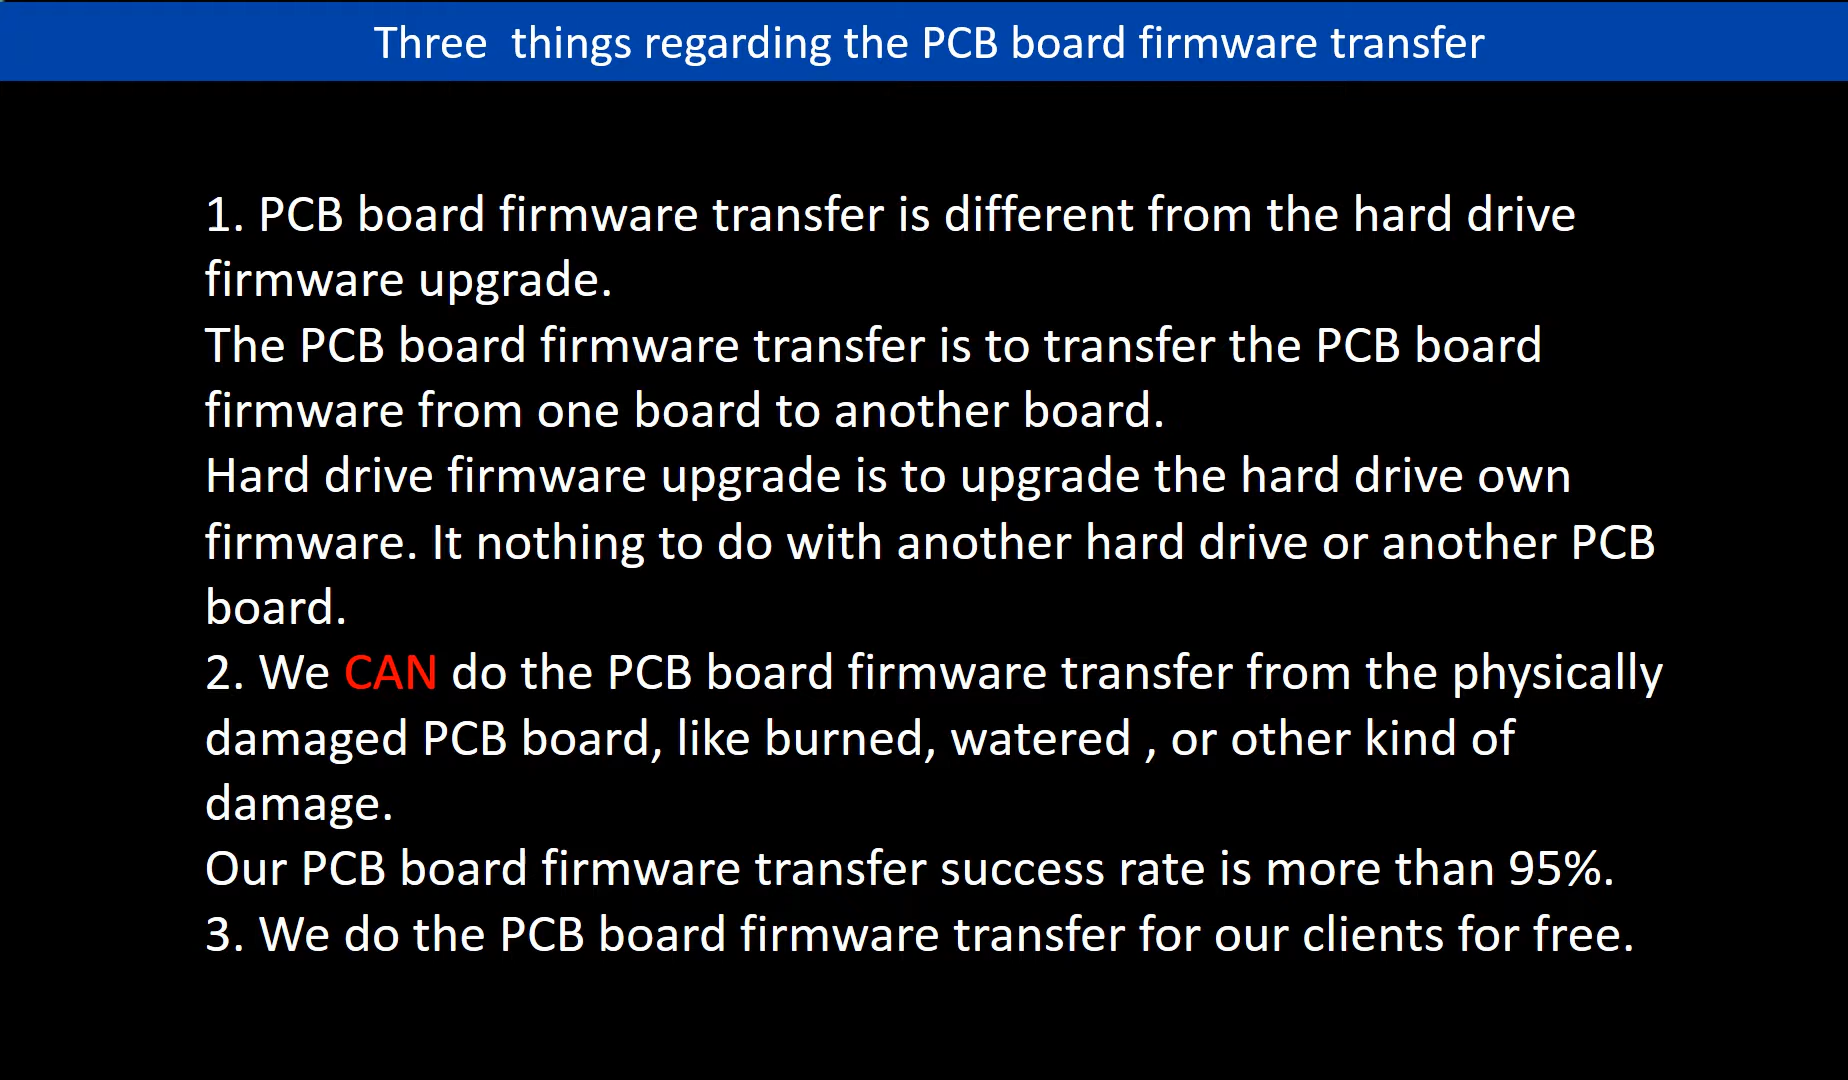 Three  things regarding the PCB board firmware transfer
1. PCB board firmware transfer is different from the hard drive
firmware upgrade.
The PCB board firmware transfer is to transfer the PCB board
firmware from one board to another board.
Hard drive firmware upgrade is to upgrade the hard drive own
firmware. It nothing to do with another hard drive or another PCB
board.
2. We CAN do the PCB board firmware transfer from the physically
damaged PCB board, like burned, watered , or other kind of
damage.
Our PCB board firmware transfer success rate is more than 95%.
3. We do the PCB board firmware transfer for our clients for free.